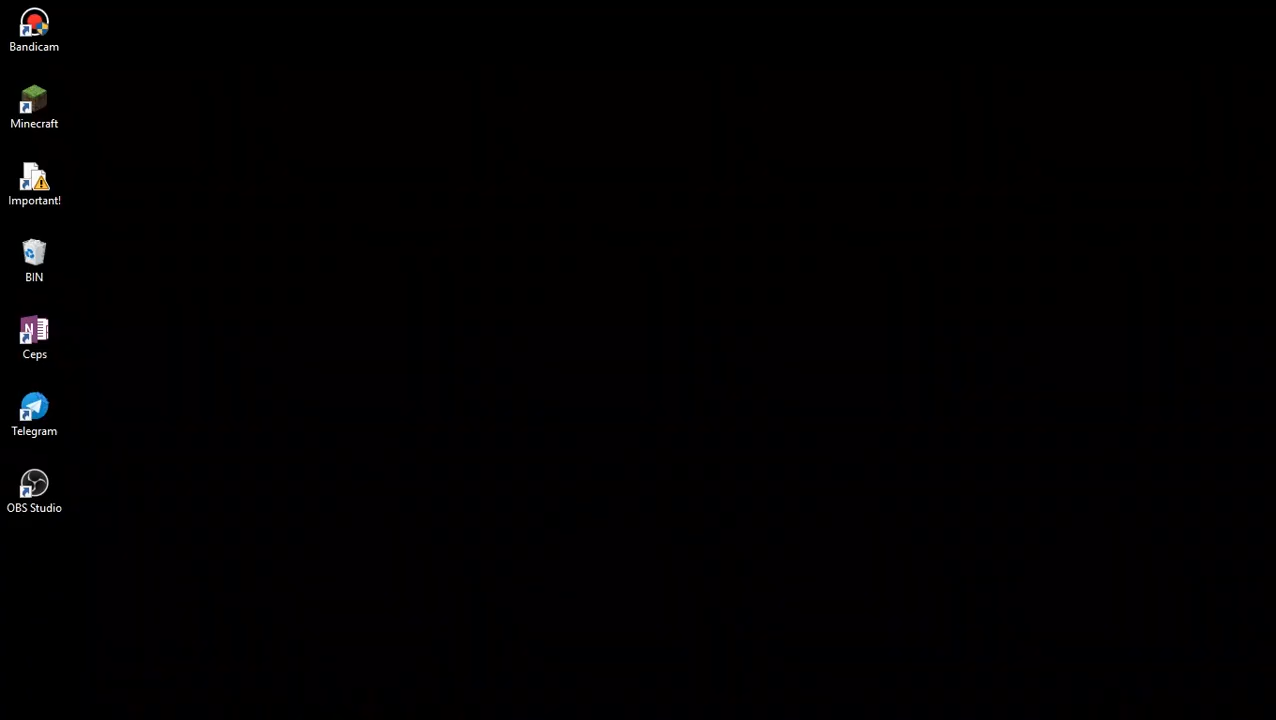 Bandicam
Minecraft
Important!
BIN
Ceps
Telegram
OBS Studio